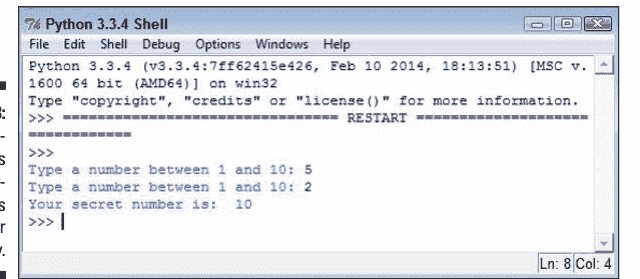 Python 3.3.4 Shell
File Edit Shell Debug Options Windows Help
Python 3.3.4 (v3.3.4:7ff62415e426, Feb 10 2014, 18:13:51) [MSC v.
1600 64 bit (AMD64)] on win32
Type "copyright", "credits" or "license()" for more information.
>>> ================================ RESTART ====================
============
>>>
Type a number between 1 and 10: 5
Type a number between 1 and 10: 2
Your secret number is: 10
>>>
Ln: 8 Col: 4